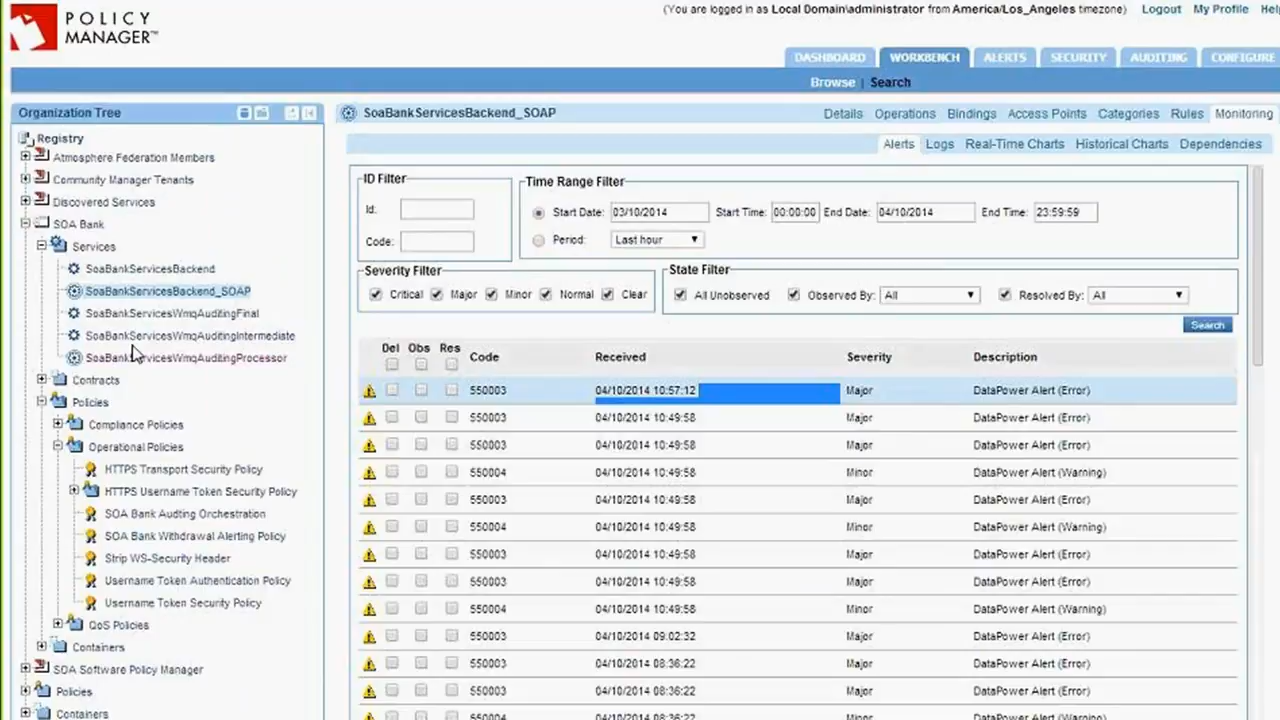 POLICY
MANAGER™
(You are logged in as Local Domain\administrator from America/Los_Angeles timezone)
Logout My Profile
DASHBOARD WORKBENCH ALERTS SECURITY AUDITING CONFIGURE
Browe | Search
Organization Tree
Registry
Atmosphere Federation Members
Community Manager Tenants
Discovered Services
SOA Bank
Services
SoaBankServicesBackend
SoaBankServicesBackend_SOAP
SoaBankServicesWmqAuditingFinal
SoaBankServicesWmqAuditingIntermediate
SoaBankServicesWmqAuditingProcessor
Contracts
Policies
Compliance Policies
Operational Policies
HTTPS Transport Security Policy
HTTPS Username Token Security Policy
SOA Bank Auditing Orchestration
SOA Bank Withdrawal Alerting Policy
Strip WS-Security Header
Username Token Authentication Policy
Username Token Security Policy
QoS Policies
Containers
SOA Software Policy Manager
Policies
Containers
SoaBankServicesBackend_SOAP
Details Operations Bindings Access Points Categories Rules Monitoring
Alerts Logs Real-Time Charts Historical Charts Dependencies
ID Filter
Id:
Code:
Time Range Filter
Start Date: 03/10/2014 Start Time: 00:00:00 End Date: 04/10/2014 End Time: 23:59:59
Period: Last hour
Severity Filter
Critical Major Minor Normal Clear
State Filter
All Unobserved Observed By: All Resolved By: All
Search
Del Obs Res Code Received Severity Description
550003 04/10/2014 10:57:12 Major DataPower Alert (Error)
550003 04/10/2014 10:49:58 Major DataPower Alert (Error)
550003 04/10/2014 10:49:58 Major DataPower Alert (Error)
550004 04/10/2014 10:49:58 Minor DataPower Alert (Warning)
550003 04/10/2014 10:49:58 Major DataPower Alert (Error)
550004 04/10/2014 10:49:58 Minor DataPower Alert (Warning)
550003 04/10/2014 10:49:58 Major DataPower Alert (Error)
550003 04/10/2014 10:49:58 Major DataPower Alert (Error)
550004 04/10/2014 10:49:58 Minor DataPower Alert (Warning)
550003 04/10/2014 09:02:32 Major DataPower Alert (Error)
550003 04/10/2014 08:36:22 Major DataPower Alert (Error)
550003 04/10/2014 08:36:22 Major DataPower Alert (Error)
550004 04/10/2014 08:36:22 Minor DataPower Alert (Warning)